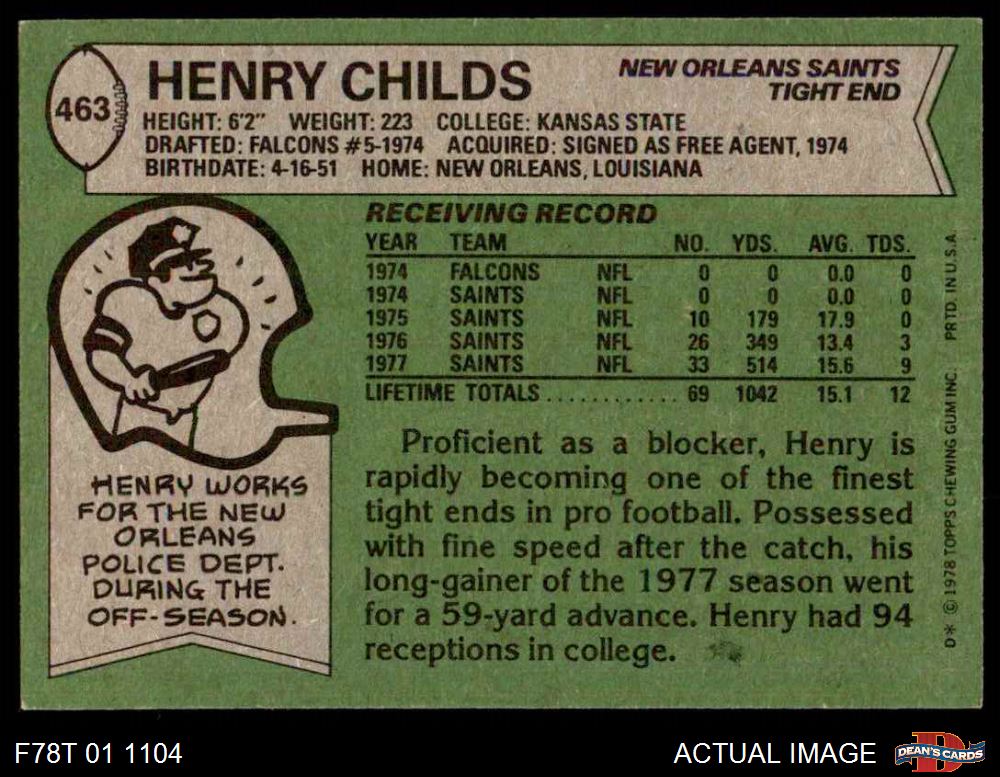 463
HENRY CHILDS
NEW ORLEANS SAINTS
TIGHT END
HEIGHT: 6'2" WEIGHT: 223 COLLEGE: KANSAS STATE
DRAFTED: FALCONS #5-1974 ACQUIRED: SIGNED AS FREE AGENT, 1974
BIRTHDATE: 4-16-51 HOME: NEW ORLEANS, LOUISIANA
RECEIVING RECORD
YEAR TEAM NO. YDS. AVG. TDS.
1974 FALCONS NFL 0 0 0.0 0
1974 SAINTS NFL 0 0 0.0 0
1975 SAINTS NFL 10 179 17.9 0
1976 SAINTS NFL 26 349 13.4 3
1977 SAINTS NFL 33 514 15.6 9
LIFETIME TOTALS............ 69 1042 15.1 12
HENRY WORKS
FOR THE NEW
ORLEANS
POLICE DEPT.
DURING THE
OFF-SEASON.
Proficient as a blocker, Henry is
rapidly becoming one of the finest
tight ends in pro football. Possessed
with fine speed after the catch, his
long-gainer of the 1977 season went
for a 59-yard advance. Henry had 94
receptions in college.
D* © 1978 TOPPS CHEWING GUM INC. PRTD. IN U.S.A.
F78T 01 1104
ACTUAL IMAGE
D
DEAN'S CARDS